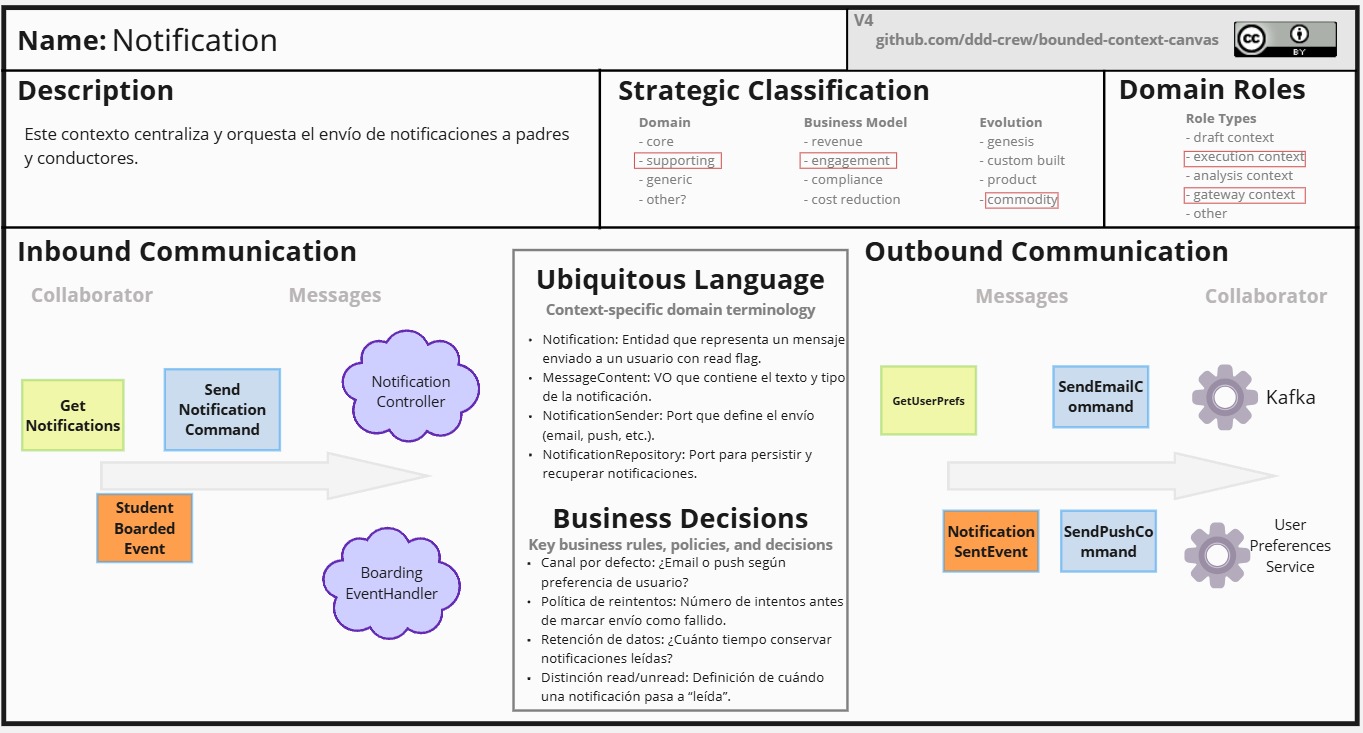 Name: Notification
V4
github.com/ddd-crew/bounded-context-canvas
cc
BY
Description
Este contexto centraliza y orquesta el envío de notificaciones a padres
y conductores.
Strategic Classification
Domain
- core
- supporting
- generic
- other?
Business Model
- revenue
- engagement
- compliance
- cost reduction
Evolution
- genesis
- custom built
- product
- commodity
Domain Roles
Role Types
- draft context
- execution context
- analysis context
- gateway context
- other
Inbound Communication
Collaborator
Messages
Get
Notifications
Send
Notification
Command
Notification
Controller
Student
Boarded
Event
Boarding
EventHandler
Ubiquitous Language
Context-specific domain terminology
• Notification: Entidad que representa un mensaje
enviado a un usuario con read flag.
• MessageContent: VO que contiene el texto y tipo
de la notificación.
• NotificationSender: Port que define el envío
(email, push, etc.).
• NotificationRepository: Port para persistir y
recuperar notificaciones.
Business Decisions
Key business rules, policies, and decisions
• Canal por defecto: ¿Email o push según
preferencia de usuario?
• Política de reintentos: Número de intentos antes
de marcar envío como fallido.
• Retención de datos: ¿Cuánto tiempo conservar
notificaciones leídas?
• Distinción read/unread: Definición de cuándo
una notificación pasa a “leída”.
Outbound Communication
Messages
Collaborator
GetUserPrefs
SendEmailC
ommand
Kafka
Notification
SentEvent
SendPushCo
mmand
User
Preferences
Service